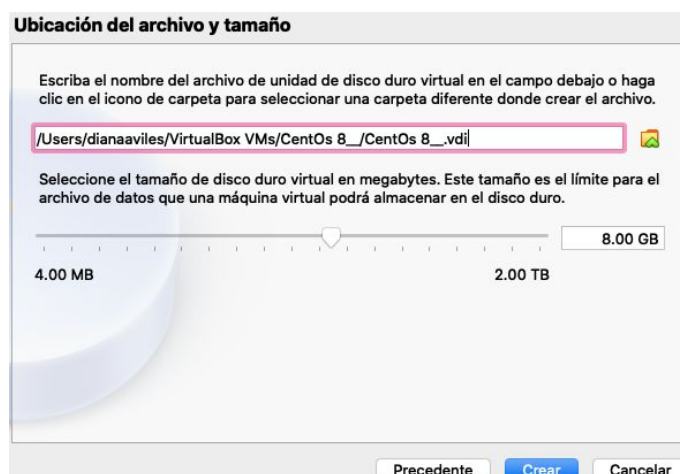 Ubicación del archivo y tamaño
Escriba el nombre del archivo de unidad de disco duro virtual en el campo debajo o haga
clic en el icono de carpeta para seleccionar una carpeta diferente donde crear el archivo.
/Users/dianaaviles/VirtualBox VMs/CentOs 8__/CentOs 8__.vdi
Seleccione el tamaño de disco duro virtual en megabytes. Este tamaño es el límite para el
archivo de datos que una máquina virtual podrá almacenar en el disco duro.
8.00 GB
4.00 MB 2.00 TB
Precedente Crear Cancelar